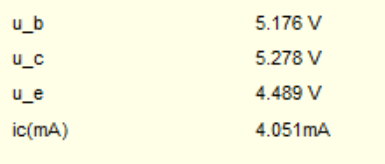 u_b 5.176 V
u_c 5.278 V
u_e 4.489 V
ic(mA) 4.051mA